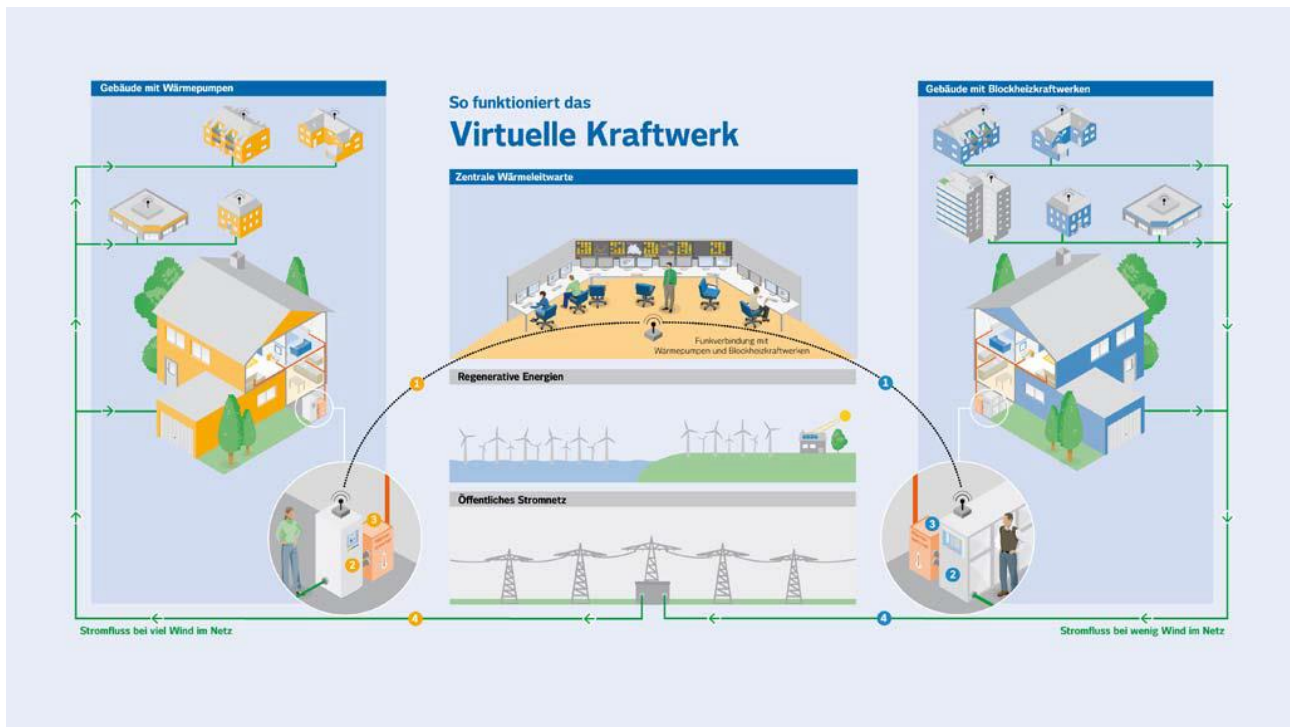 Gebäude mit Wärmepumpen
So funktioniert das
Virtuelle Kraftwerk
Gebäude mit Blockheizkraftwerken
Zentrale Wärmeleitwarte
Funkverbindung mit
Wärmepumpen und Blockheizkraftwerken
1
1
Regenerative Energien
Öffentliches Stromnetz
3
2
3
2
4
4
Stromfluss bei viel Wind im Netz
Stromfluss bei wenig Wind im Netz